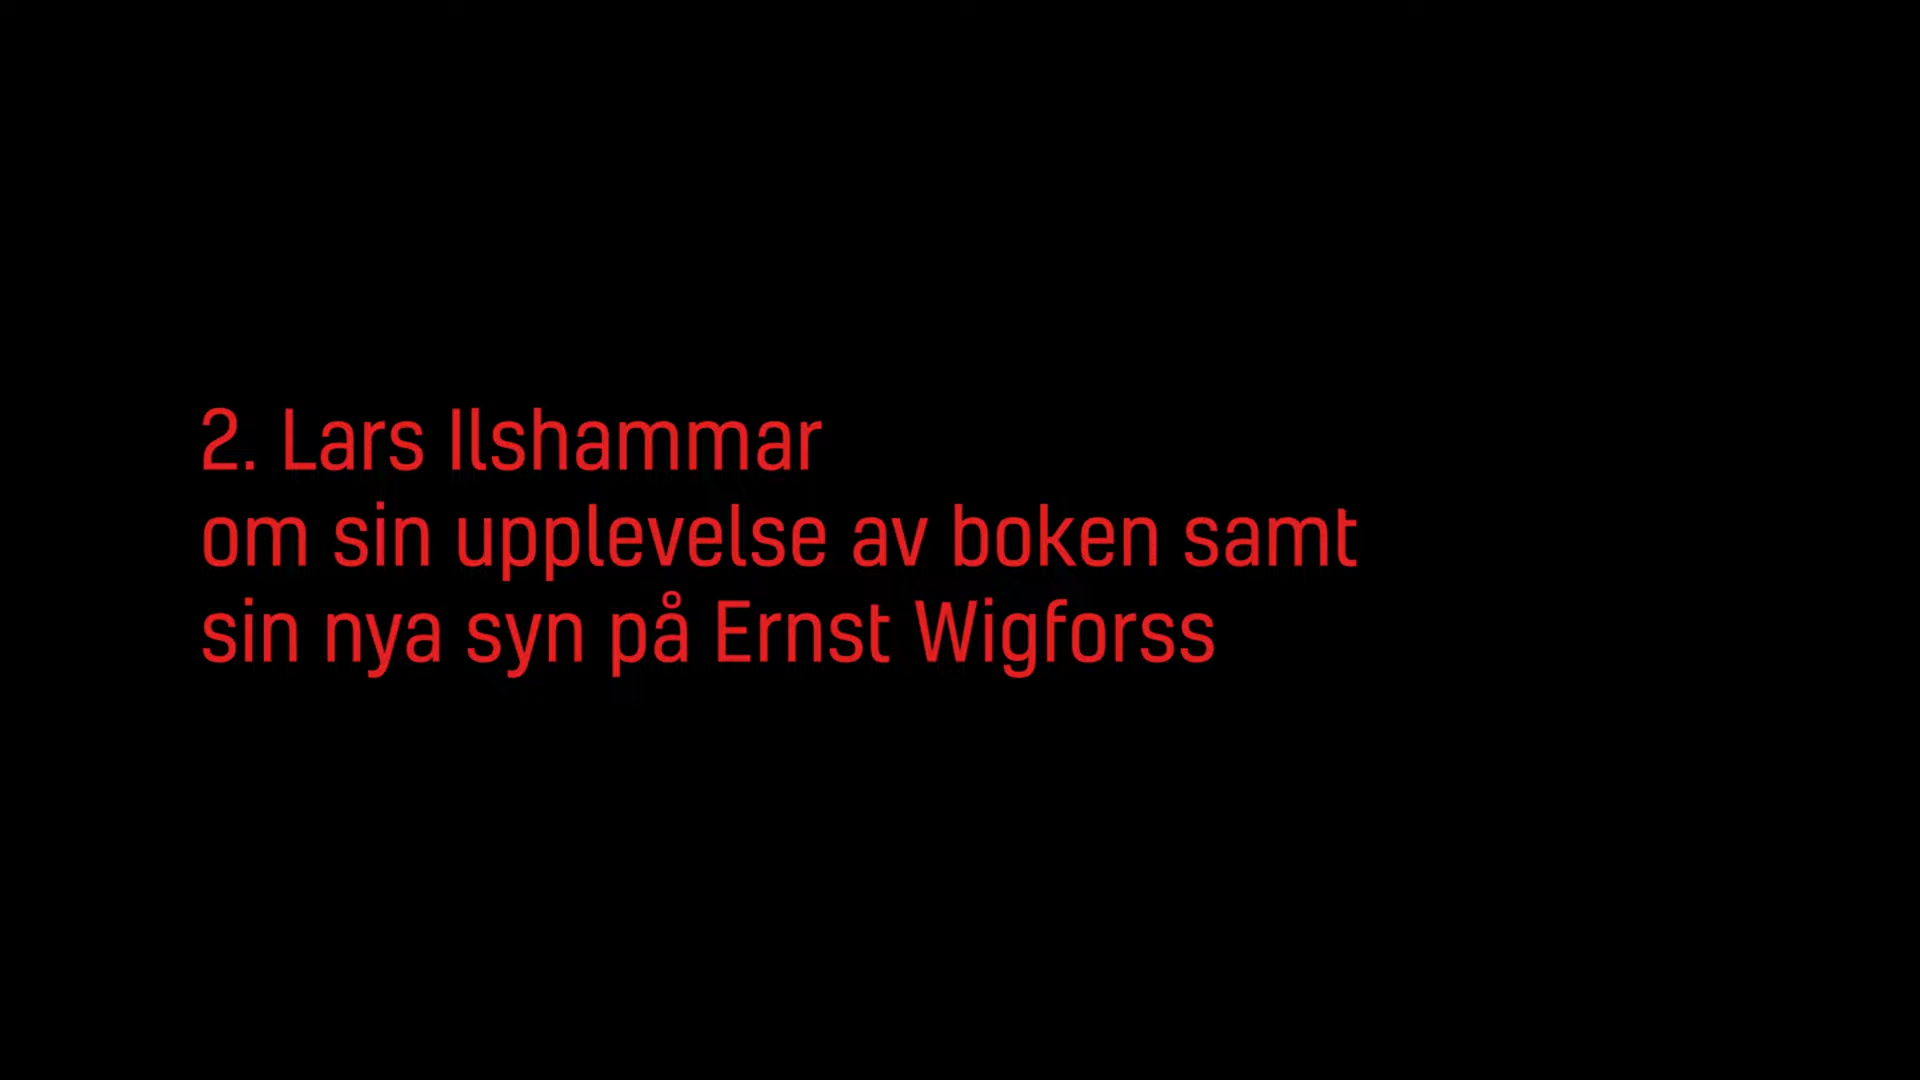 2. Lars Ilshammar
om sin upplevelse av boken samt
sin nya syn på Ernst Wigforss